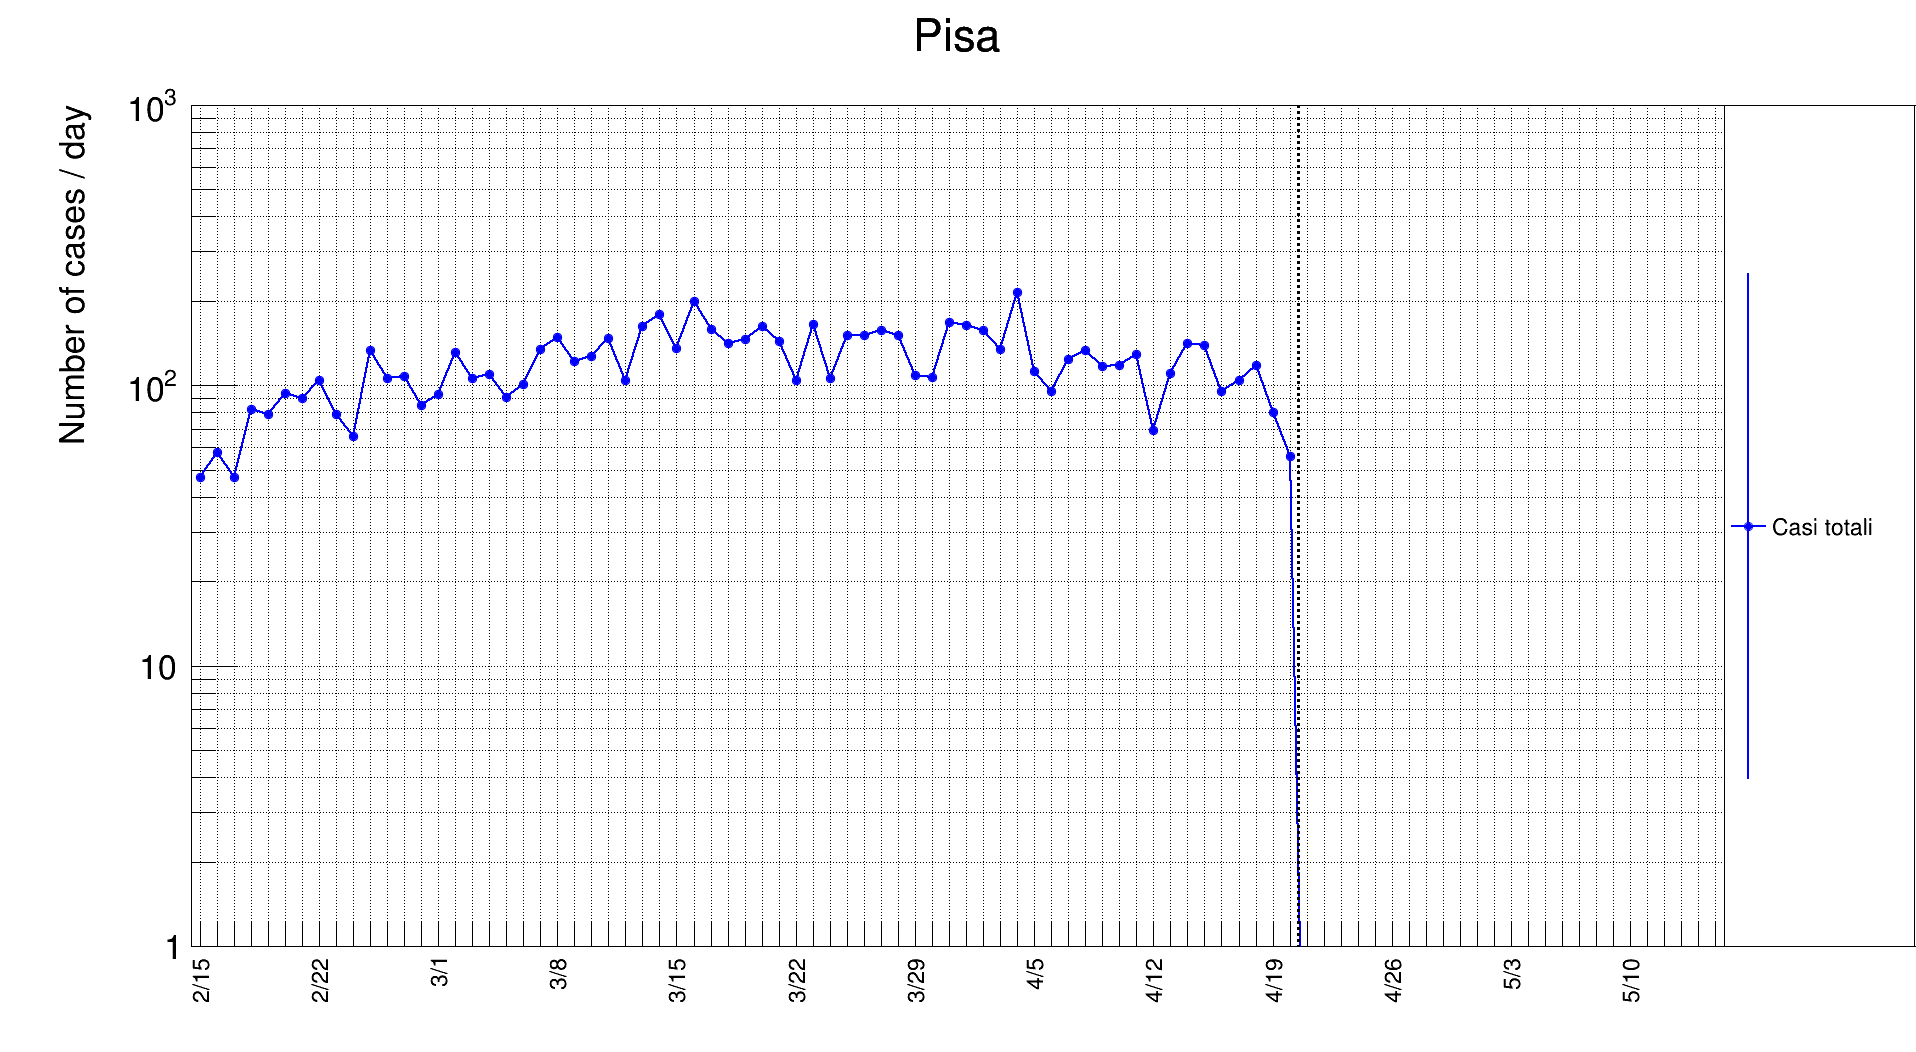 Pisa
Number of cases / day
10³
10²
10
1
2/15 2/22 3/1 3/8 3/15 3/22 3/29 4/5 4/12 4/19 4/26 5/3 5/10
Casi totali